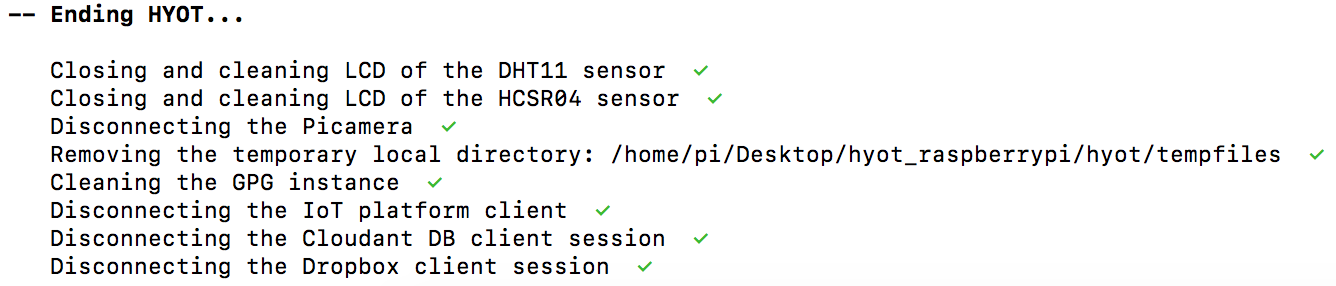 -- Ending HYOT...
Closing and cleaning LCD of the DHT11 sensor ✓
Closing and cleaning LCD of the HCSR04 sensor ✓
Disconnecting the Picamera ✓
Removing the temporary local directory: /home/pi/Desktop/hyot_raspberrypi/hyot/tempfiles ✓
Cleaning the GPG instance ✓
Disconnecting the IoT platform client ✓
Disconnecting the Cloudant DB client session ✓
Disconnecting the Dropbox client session ✓